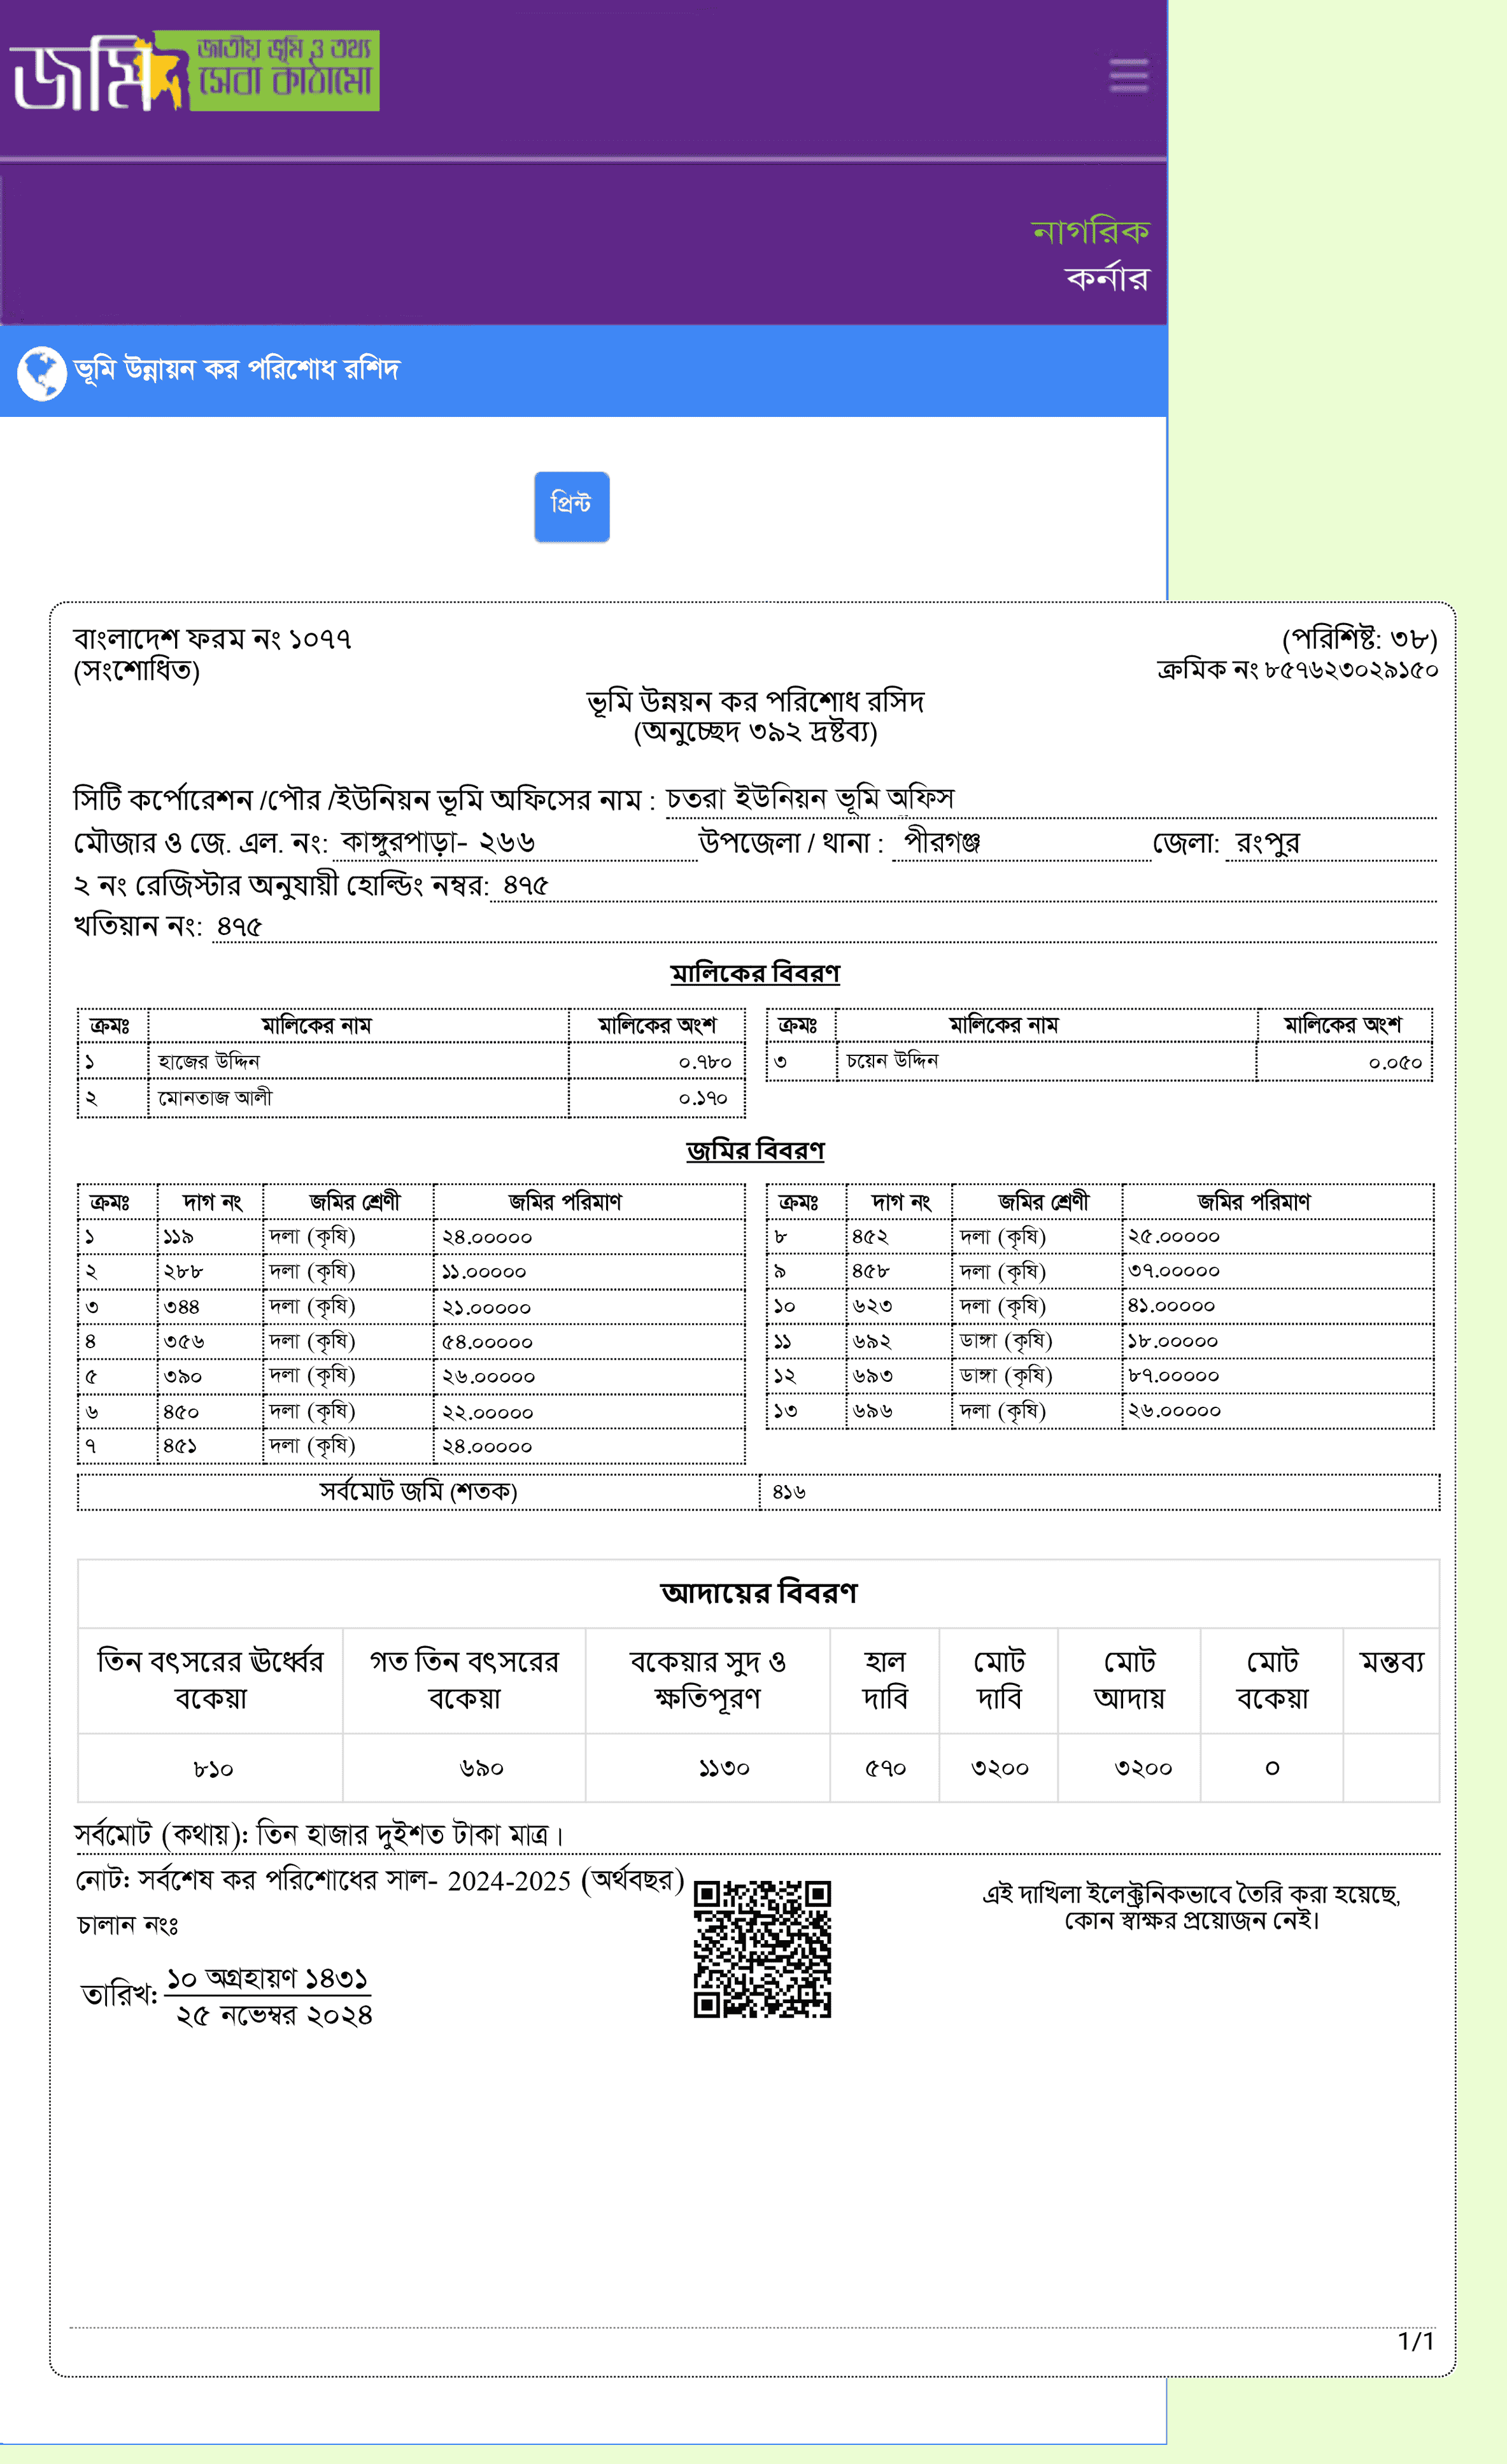 জমি জাতীয় ভূমি ও তথ্য
সেবা কাঠামো
নাগরিক
কর্নার
ভূমি উন্নায়ন কর পরিশোধ রশিদ
প্রিন্ট
বাংলাদেশ ফরম নং ১০৭৭ (পরিশিষ্ট: ৩৮)
(সংশোধিত) ক্রমিক নং ৮৫৭৬২৩০২৯১৫০
ভূমি উন্নয়ন কর পরিশোধ রসিদ
(অনুচ্ছেদ ৩৯২ দ্রষ্টব্য)
সিটি কর্পোরেশন /পৌর /ইউনিয়ন ভূমি অফিসের নাম : চতরা ইউনিয়ন ভূমি অফিস
মৌজার ও জে. এল. নং: কাঙ্গুরপাড়া- ২৬৬ উপজেলা / থানা : পীরগঞ্জ জেলা: রংপুর
২ নং রেজিস্টার অনুযায়ী হোল্ডিং নম্বর: ৪৭৫
খতিয়ান নং: ৪৭৫
মালিকের বিবরণ
ক্রমঃ মালিকের নাম মালিকের অংশ ক্রমঃ মালিকের নাম মালিকের অংশ
১ হাজের উদ্দিন ০.৭৮০ ৩ চয়েন উদ্দিন ০.০৫০
২ মোনতাজ আলী ০.১৭০
জমির বিবরণ
ক্রমঃ দাগ নং জমির শ্রেণী জমির পরিমাণ ক্রমঃ দাগ নং জমির শ্রেণী জমির পরিমাণ
১ ১১৯ দলা (কৃষি) ২৪.০০০০০ ৮ ৪৫২ দলা (কৃষি) ২৫.০০০০০
২ ২৮৮ দলা (কৃষি) ১১.০০০০০ ৯ ৪৫৮ দলা (কৃষি) ৩৭.০০০০০
৩ ৩৪৪ দলা (কৃষি) ২১.০০০০০ ১০ ৬২৩ দলা (কৃষি) ৪১.০০০০০
৪ ৩৫৬ দলা (কৃষি) ৫৪.০০০০০ ১১ ৬৯২ ডাঙ্গা (কৃষি) ১৮.০০০০০
৫ ৩৯০ দলা (কৃষি) ২৬.০০০০০ ১২ ৬৯৩ ডাঙ্গা (কৃষি) ৮৭.০০০০০
৬ ৪৫০ দলা (কৃষি) ২২.০০০০০ ১৩ ৬৯৬ দলা (কৃষি) ২৬.০০০০০
৭ ৪৫১ দলা (কৃষি) ২৪.০০০০০
সর্বমোট জমি (শতক) ৪১৬
আদায়ের বিবরণ
তিন বৎসরের ঊর্ধ্বের গত তিন বৎসরের বকেয়ার সুদ ও হাল মোট মোট মোট মন্তব্য
বকেয়া বকেয়া ক্ষতিপূরণ দাবি দাবি আদায় বকেয়া
৮১০ ৬৯০ ১১৩০ ৫৭০ ৩২০০ ৩২০০ ০
সর্বমোট (কথায়): তিন হাজার দুইশত টাকা মাত্র।
নোট: সর্বশেষ কর পরিশোধের সাল- 2024-2025 (অর্থবছর)
এই দাখিলা ইলেক্ট্রনিকভাবে তৈরি করা হয়েছে,
কোন স্বাক্ষর প্রয়োজন নেই।
চালান নংঃ
তারিখ: ১০ অগ্রহায়ণ ১৪৩১
২৫ নভেম্বর ২০২৪
1/1